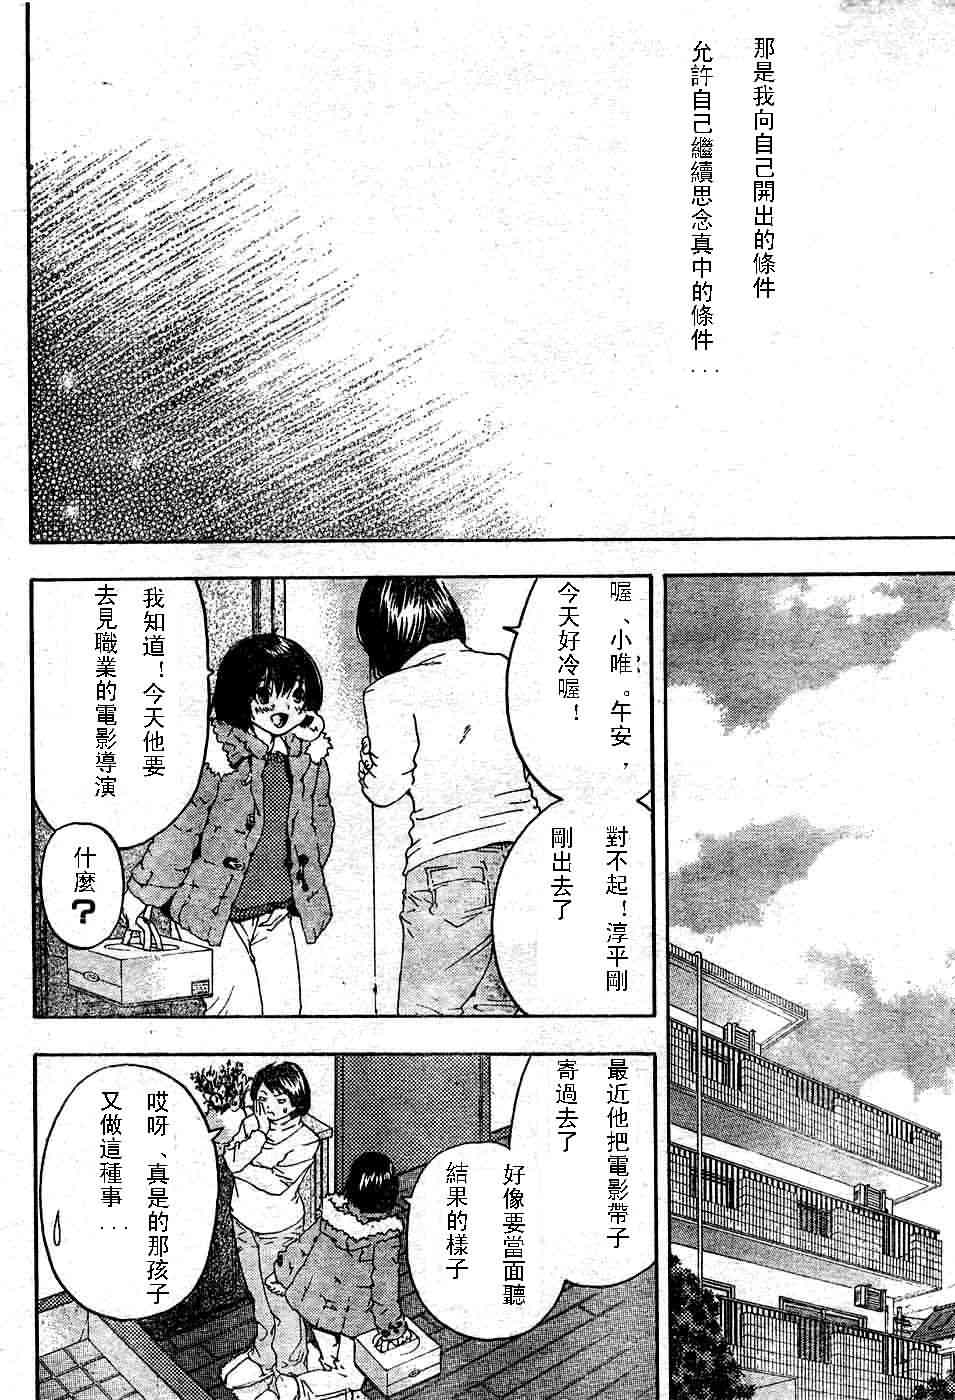 那是我向自己開出的條件
允許自己繼續思念真中的條件...
喔、小唯。午安，
今天好冷喔！
對不起！淳平剛
剛出去了
我知道！今天他要
去見職業的電影導演
什麼?
最近他把電影帶子
寄過去了
好像要當面聽
結果的樣子
哎呀、真是的那孩子
又做這種事...